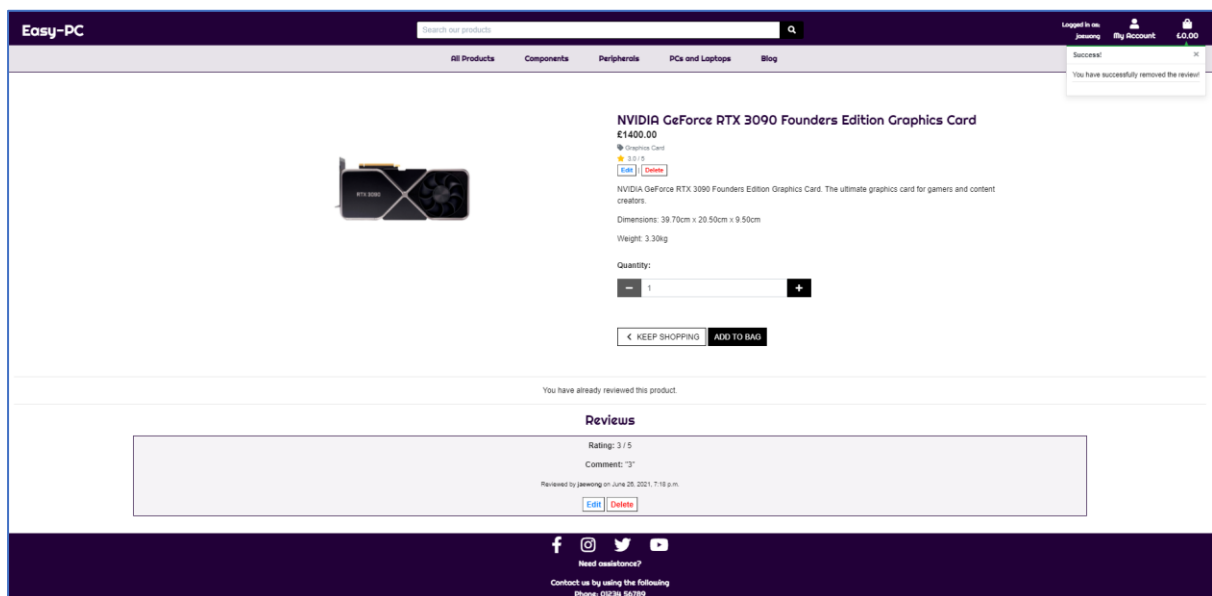 Easy-PC
Search our products
Logged in as:
jaewong
My Account
£0.00
All Products
Components
Peripherals
PCs and Laptops
Blog
Success!
×
You have successfully removed the review!
RTX 3090
NVIDIA GeForce RTX 3090 Founders Edition Graphics Card
£1400.00
Graphics Card
3.0 / 5
Edit | Delete
NVIDIA GeForce RTX 3090 Founders Edition Graphics Card. The ultimate graphics card for gamers and content
creators.
Dimensions: 39.70cm x 20.50cm x 9.50cm
Weight: 3.30kg
Quantity:
1
KEEP SHOPPING
ADD TO BAG
You have already reviewed this product.
Reviews
Rating: 3 / 5
Comment: "3"
Reviewed by jaewong on June 26, 2021, 7:18 p.m.
Edit Delete
Need assistance?
Contact us by using the following
Phone: 01234 56789